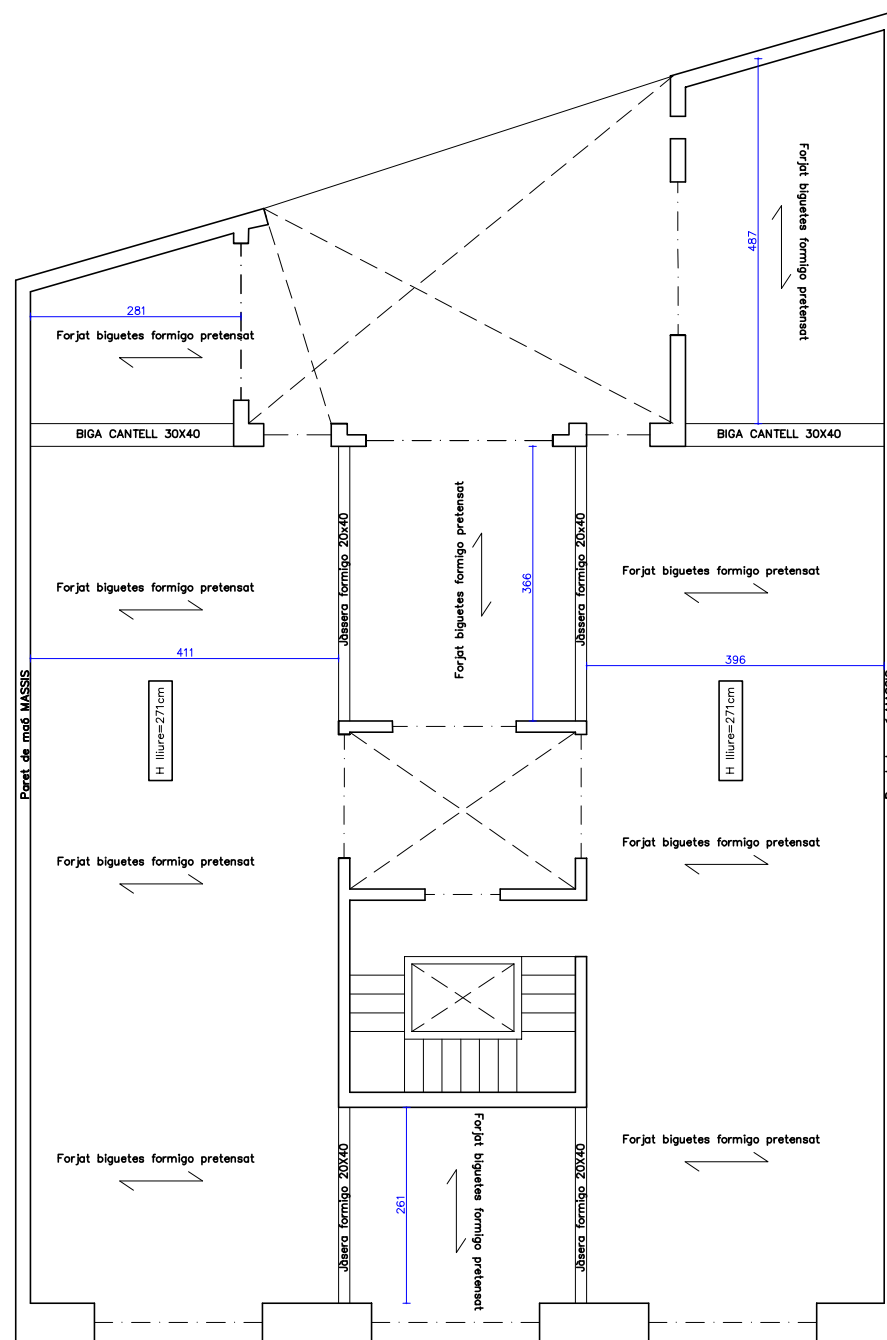 Forjat biguetes formigo pretensat
487
281
Forjat biguetes formigo pretensat
BIGA CANTELL 30X40
BIGA CANTELL 30X40
Forjat biguetes formigo pretensat
Jàssera formigo 20x40
Jàssera formigo 20x40
366
Forjat biguetes formigo pretensat
Forjat biguetes formigo pretensat
411
396
Paret de maó MASSIS
H lliure=271cm
H lliure=271cm
Forjat biguetes formigo pretensat
Forjat biguetes formigo pretensat
Forjat biguetes formigo pretensat
Forjat biguetes formigo pretensat
Forjat biguetes formigo pretensat
Jàsera formigo 20X40
261
Jàsera formigo 20X40